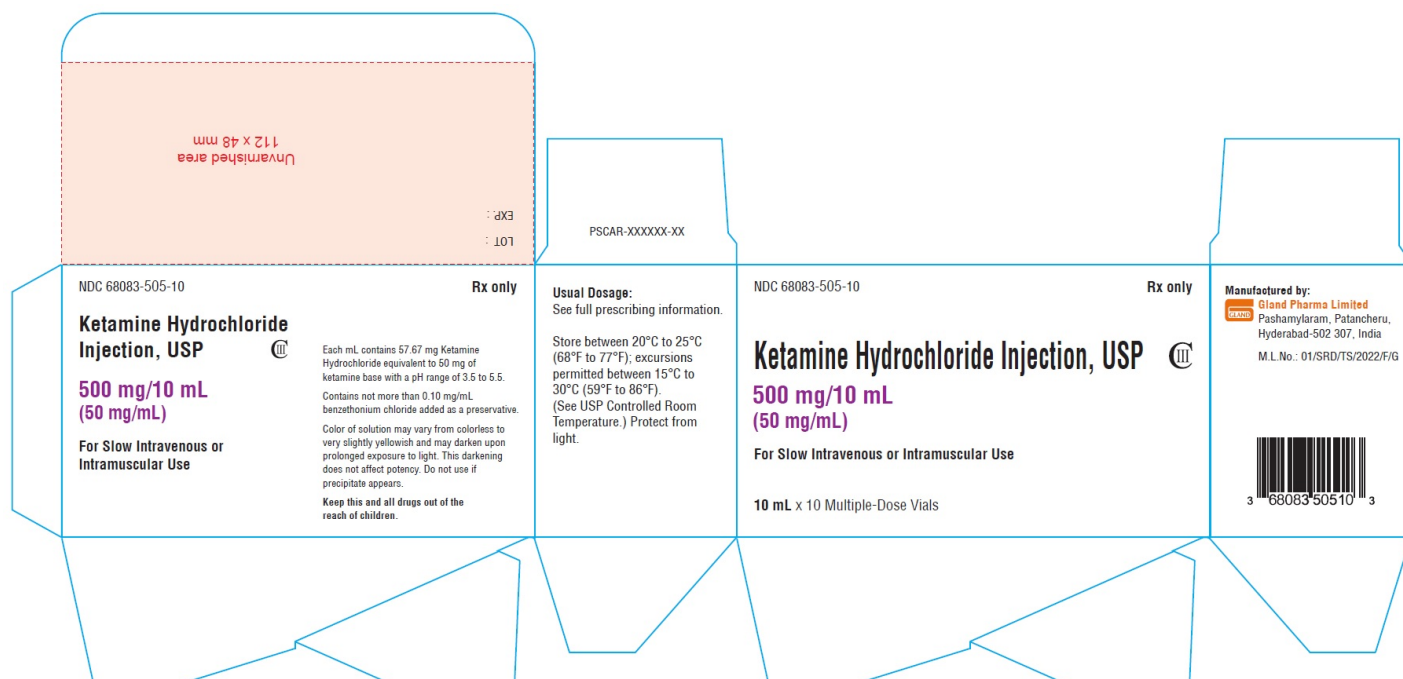 Unvarnished area
112 x 48 mm
LOT :
EXP :
PSCAR-XXXXXX-XX
NDC 68083-505-10
Rx only
Ketamine Hydrochloride
Injection, USP
CIII
500 mg/10 mL
(50 mg/mL)
For Slow Intravenous or
Intramuscular Use
Each mL contains 57.67 mg Ketamine
Hydrochloride equivalent to 50 mg of
ketamine base with a pH range of 3.5 to 5.5.
Contains not more than 0.10 mg/mL
benzethonium chloride added as a preservative.
Color of solution may vary from colorless to
very slightly yellowish and may darken upon
prolonged exposure to light. This darkening
does not affect potency. Do not use if
precipitate appears.
Keep this and all drugs out of the
reach of children.
Usual Dosage:
See full prescribing information.
Store between 20°C to 25°C
(68°F to 77°F); excursions
permitted between 15°C to
30°C (59°F to 86°F).
(See USP Controlled Room
Temperature.) Protect from
light.
NDC 68083-505-10
Rx only
Ketamine Hydrochloride Injection, USP
CIII
500 mg/10 mL
(50 mg/mL)
For Slow Intravenous or Intramuscular Use
10 mL x 10 Multiple-Dose Vials
Manufactured by:
GLAND
Gland Pharma Limited
Pashamylaram, Patancheru,
Hyderabad-502 307, India
M.L.No.: 01/SRD/TS/2022/F/G
3 68083 50510 3